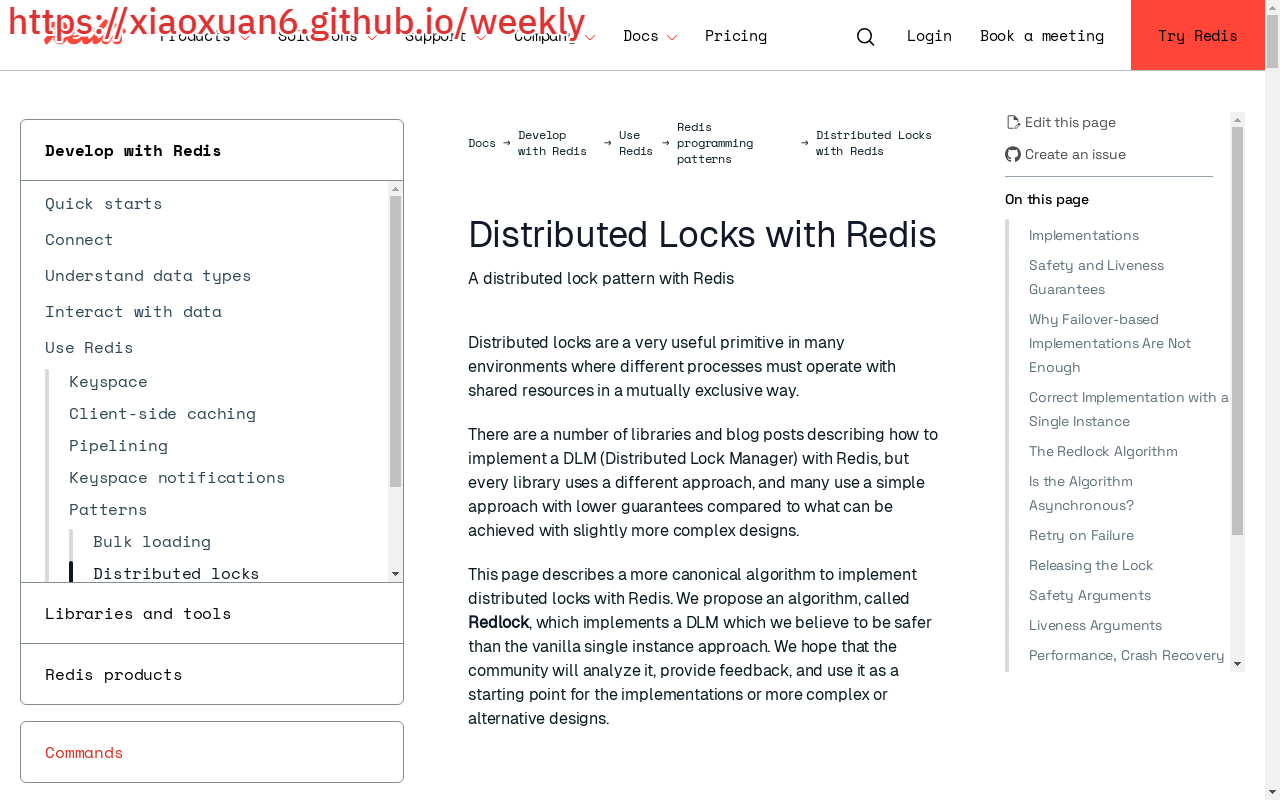 https://xiaoxuan6.github.io/weekly
Redis Products Solutions Support Company Docs Pricing Login Book a meeting Try Redis
Develop with Redis
Quick starts
Connect
Understand data types
Interact with data
Use Redis
Keyspace
Client-side caching
Pipelining
Keyspace notifications
Patterns
Bulk loading
Distributed locks
Libraries and tools
Redis products
Commands
Docs → Develop with Redis → Use Redis → Redis programming patterns → Distributed Locks with Redis
Distributed Locks with Redis
A distributed lock pattern with Redis
Distributed locks are a very useful primitive in many
environments where different processes must operate with
shared resources in a mutually exclusive way.
There are a number of libraries and blog posts describing how to
implement a DLM (Distributed Lock Manager) with Redis, but
every library uses a different approach, and many use a simple
approach with lower guarantees compared to what can be
achieved with slightly more complex designs.
This page describes a more canonical algorithm to implement
distributed locks with Redis. We propose an algorithm, called
Redlock, which implements a DLM which we believe to be safer
than the vanilla single instance approach. We hope that the
community will analyze it, provide feedback, and use it as a
starting point for the implementations or more complex or
alternative designs.
Edit this page
Create an issue
On this page
Implementations
Safety and Liveness
Guarantees
Why Failover-based
Implementations Are Not
Enough
Correct Implementation with a
Single Instance
The Redlock Algorithm
Is the Algorithm
Asynchronous?
Retry on Failure
Releasing the Lock
Safety Arguments
Liveness Arguments
Performance, Crash Recovery